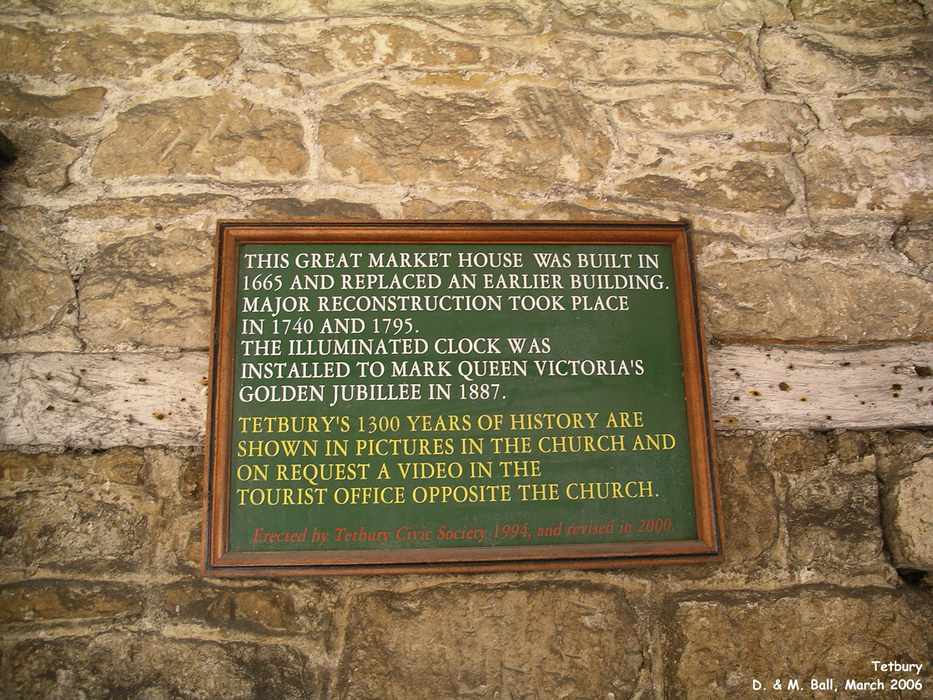 THIS GREAT MARKET HOUSE WAS BUILT IN
1665 AND REPLACED AN EARLIER BUILDING.
MAJOR RECONSTRUCTION TOOK PLACE
IN 1740 AND 1795.
THE ILLUMINATED CLOCK WAS
INSTALLED TO MARK QUEEN VICTORIA'S
GOLDEN JUBILLEE IN 1887.
TETBURY'S 1300 YEARS OF HISTORY ARE
SHOWN IN PICTURES IN THE CHURCH AND
ON REQUEST A VIDEO IN THE
TOURIST OFFICE OPPOSITE THE CHURCH.
Erected by Tetbury Civic Society 1994, and revised in 2000.
Tetbury
D. & M. Ball, March 2006